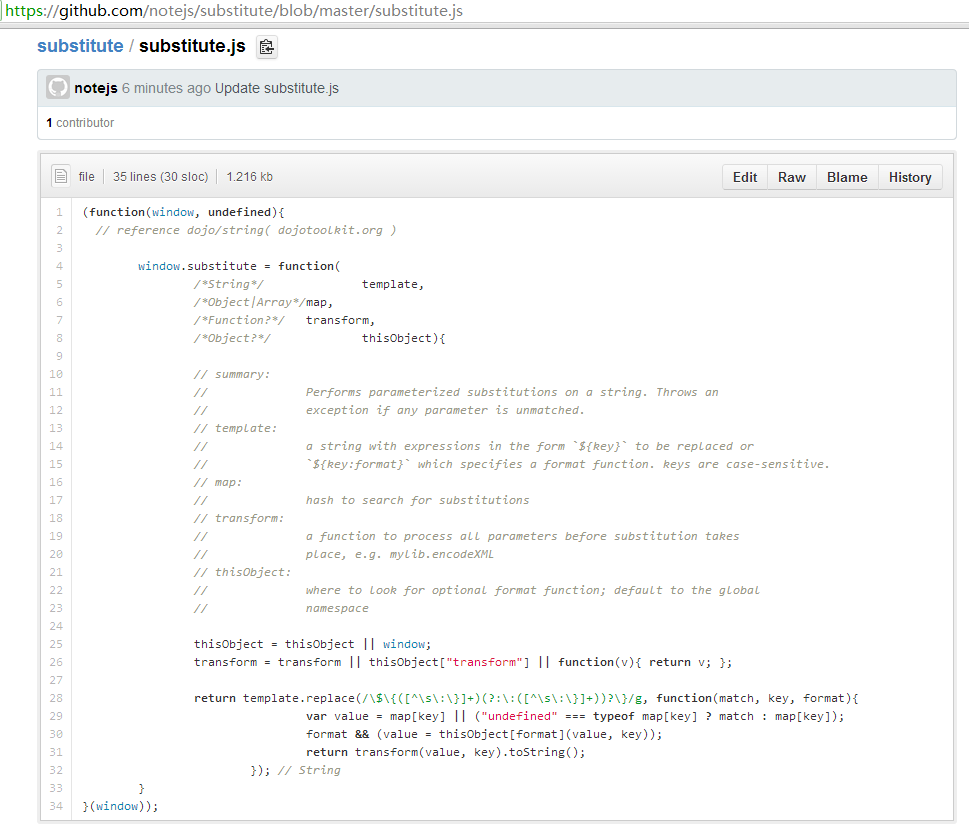 https://github.com/notejs/substitute/blob/master/substitute.js
substitute / substitute.js
notejs 6 minutes ago Update substitute.js
1 contributor
file 35 lines (30 sloc) 1.216 kb Edit Raw Blame History
1 (function(window, undefined){
2 // reference dojo/string( dojotoolkit.org )
3
4 window.substitute = function(
5 /*String*/ template,
6 /*Object|Array*/map,
7 /*Function?*/ transform,
8 /*Object?*/ thisObject){
9
10 // summary:
11 // Performs parameterized substitutions on a string. Throws an
12 // exception if any parameter is unmatched.
13 // template:
14 // a string with expressions in the form `${key}` to be replaced or
15 // `${key:format}` which specifies a format function. keys are case-sensitive.
16 // map:
17 // hash to search for substitutions
18 // transform:
19 // a function to process all parameters before substitution takes
20 // place, e.g. mylib.encodeXML
21 // thisObject:
22 // where to look for optional format function; default to the global
23 // namespace
24
25 thisObject = thisObject || window;
26 transform = transform || thisObject["transform"] || function(v){ return v; };
27
28 return template.replace(/\$\{([^\s\:\}]+)(?:\:([^\s\:\}]+))?\}/g, function(match, key, format){
29 var value = map[key] || ("undefined" === typeof map[key] ? match : map[key]);
30 format && (value = thisObject[format](value, key));
31 return transform(value, key).toString();
32 }); // String
33 }
34 }(window));